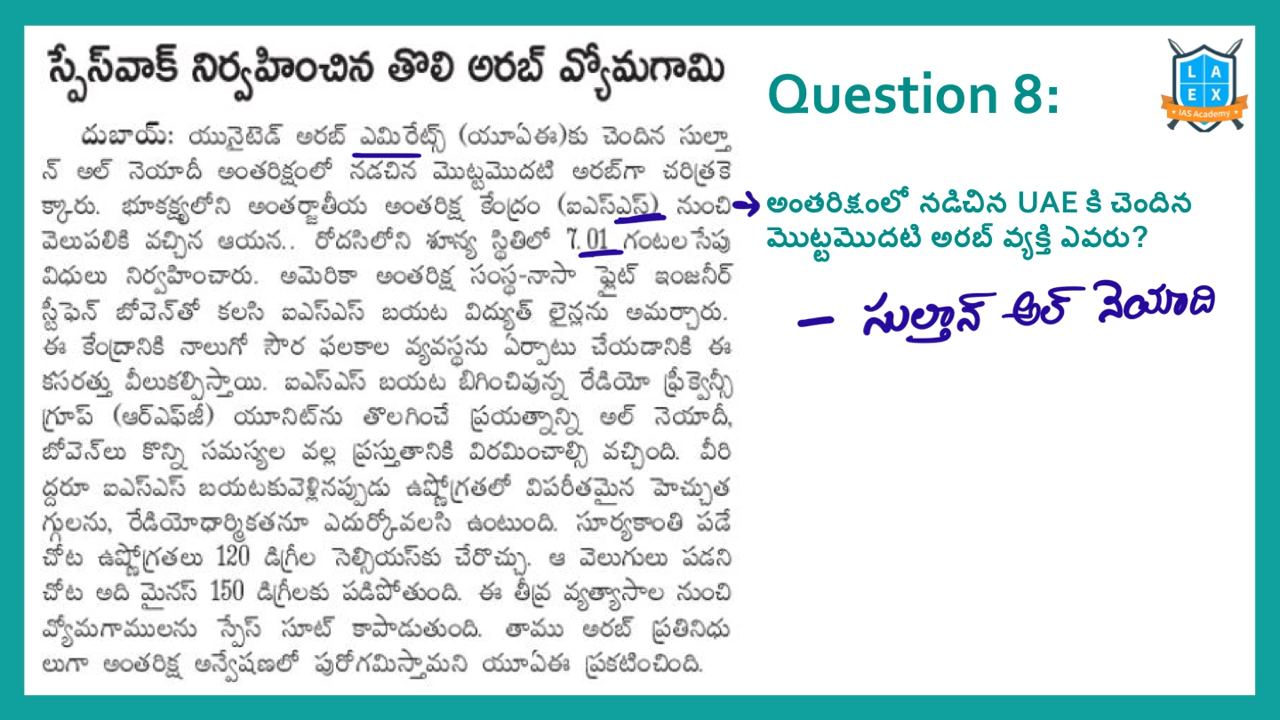 స్పేస్‌వాక్ నిర్వహించిన తొలి అరబ్ వ్యోమగామి
దుబాయ్: యునైటెడ్ అరబ్ ఎమిరేట్స్ (యూఏఈ)కు చెందిన సుల్తా
న్ అల్ నెయాదీ అంతరిక్షంలో నడచిన మొట్టమొదటి అరబ్‌గా చరిత్రకె
క్కారు. భూకక్ష్యలోని అంతర్జాతీయ అంతరిక్ష కేంద్రం (ఐఎస్ఎస్) నుంచి
వెలుపలికి వచ్చిన ఆయన.. రోదసిలోని శూన్య స్థితిలో 7.01 గంటలసేపు
విధులు నిర్వహించారు. అమెరికా అంతరిక్ష సంస్థ-నాసా ఫ్లైట్ ఇంజనీర్
స్టీఫెన్ బోవెన్‌తో కలసి ఐఎస్ఎస్ బయట విద్యుత్ లైన్లను అమర్చారు.
ఈ కేంద్రానికి నాలుగో సౌర ఫలకాల వ్యవస్థను ఏర్పాటు చేయడానికి ఈ
కసరత్తు వీలుకల్పిస్తాయి. ఐఎస్ఎస్ బయట బిగించివున్న రేడియో ఫ్రీక్వెన్సీ
గ్రూప్ (ఆర్ఎఫ్‌జీ) యూనిట్‌ను తొలగించే ప్రయత్నాన్ని అల్ నెయాదీ,
బోవెన్‌లు కొన్ని సమస్యల వల్ల ప్రస్తుతానికి విరమించాల్సి వచ్చింది. వీరి
ద్దరూ ఐఎస్ఎస్ బయటకువెళ్లినప్పుడు ఉష్ణోగ్రతలో విపరీతమైన హెచ్చుత
గ్గులను, రేడియోధార్మికతనూ ఎదుర్కోవలసి ఉంటుంది. సూర్యకాంతి పడే
చోట ఉష్ణోగ్రతలు 120 డిగ్రీల సెల్సియస్‌కు చేరొచ్చు. ఆ వెలుగులు పడని
చోట అది మైనస్ 150 డిగ్రీలకు పడిపోతుంది. ఈ తీవ్ర వ్యత్యాసాల నుంచి
వ్యోమగాములను స్పేస్ సూట్ కాపాడుతుంది. తాము అరబ్ ప్రతినిధు
లుగా అంతరిక్ష అన్వేషణలో పురోగమిస్తామని యూఏఈ ప్రకటించింది.
Question 8:
L A
E X
IAS Academy
→ అంతరిక్షంలో నడిచిన UAE కి చెందిన
మొట్టమొదటి అరబ్ వ్యక్తి ఎవరు?
– సుల్తాన్ అల్ నెయాది